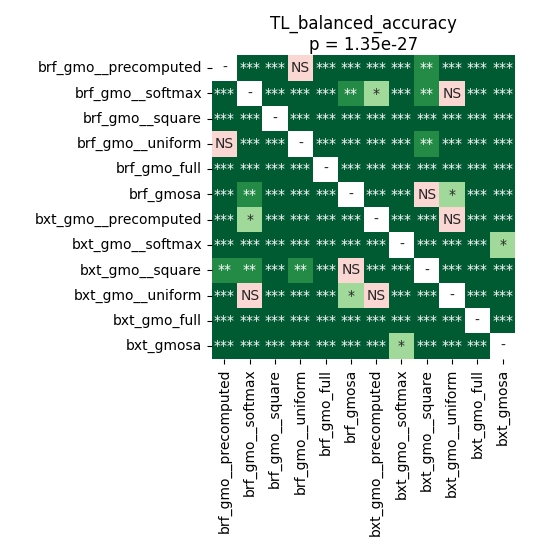 TL_balanced_accuracy
p = 1.35e-27
brf_gmo__precomputed - *** *** NS *** *** *** *** ** *** *** ***
brf_gmo__softmax *** - *** *** *** ** * *** ** NS *** ***
brf_gmo__square *** *** - *** *** *** *** *** *** *** *** ***
brf_gmo__uniform NS *** *** - *** *** *** *** ** *** *** ***
brf_gmo_full *** *** *** *** - *** *** *** *** *** *** ***
brf_gmosa *** ** *** *** *** - *** *** NS * *** ***
bxt_gmo__precomputed *** * *** *** *** *** - *** *** NS *** ***
bxt_gmo__softmax *** *** *** *** *** *** *** - *** *** *** *
bxt_gmo__square ** ** *** ** *** NS *** *** - *** *** ***
bxt_gmo__uniform *** NS *** *** *** * NS *** *** - *** ***
bxt_gmo_full *** *** *** *** *** *** *** *** *** *** - ***
bxt_gmosa *** *** *** *** *** *** *** * *** *** *** -
brf_gmo__precomputed
brf_gmo__softmax
brf_gmo__square
brf_gmo__uniform
brf_gmo_full
brf_gmosa
bxt_gmo__precomputed
bxt_gmo__softmax
bxt_gmo__square
bxt_gmo__uniform
bxt_gmo_full
bxt_gmosa